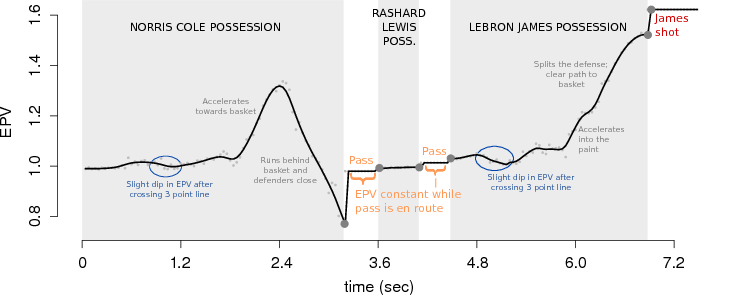 NORRIS COLE POSSESSION
RASHARD
LEWIS
POSS.
LEBRON JAMES POSSESSION
James
shot
Splits the defense;
clear path to
basket
Accelerates
towards basket
Accelerates
into the
paint
Runs behind
basket and
defenders close
Pass
Pass
Slight dip in EPV after
crossing 3 point line
Slight dip in EPV after
crossing 3 point line
EPV constant while
pass is en route
EPV
1.6
1.4
1.2
1.0
0.8
0
1.2
2.4
3.6
4.8
6.0
7.2
time (sec)